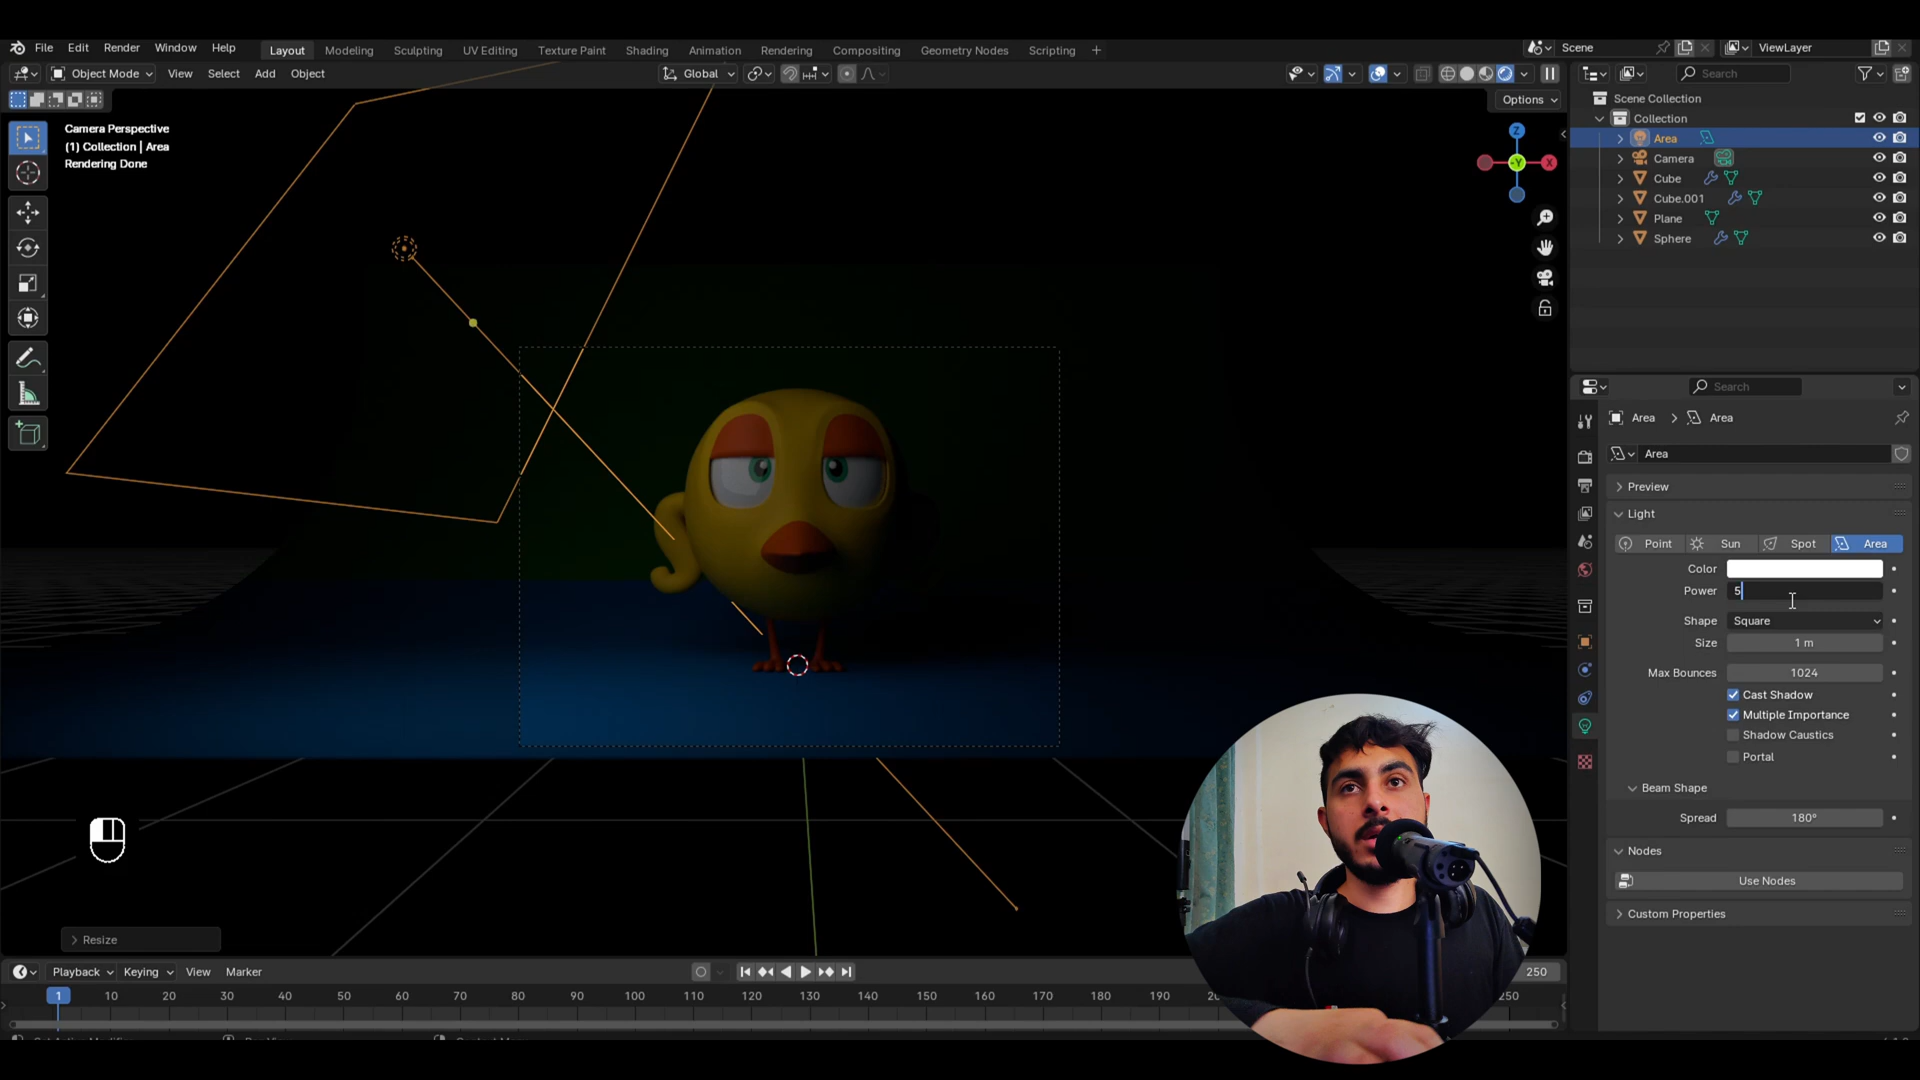 File Edit Render Window Help Layout Modeling Sculpting UV Editing Texture Paint Shading Animation Rendering Compositing Geometry Nodes Scripting + Scene ViewLayer
Object Mode View Select Add Object Global Search
Options
Camera Perspective
(1) Collection | Area
Rendering Done
Z
-Y
X
Scene Collection
Collection
Area
Camera
Cube
Cube.001
Plane
Sphere
Search
Area Area
Area
Preview
Light
Point Sun Spot Area
Color
Power 5
Shape Square
Size 1 m
Max Bounces 1024
Cast Shadow
Multiple Importance
Shadow Caustics
Portal
Beam Shape
Spread 180°
Nodes
Use Nodes
Custom Properties
Resize
Playback Keying View Marker 250
1 10 20 30 40 50 60 70 80 90 100 110 120 130 140 150 160 170 180 190 250